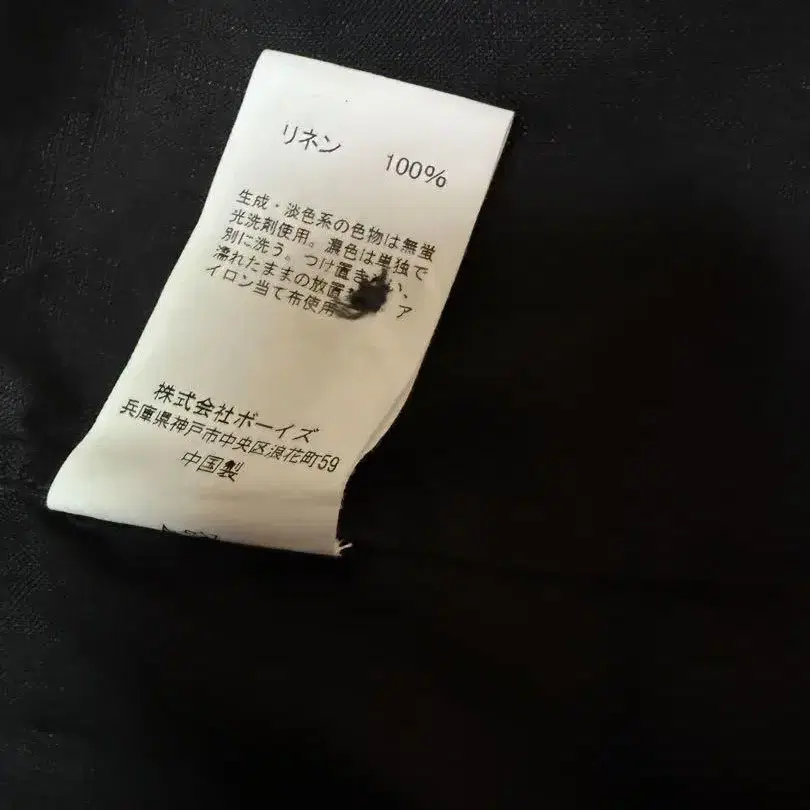 リネン 100%
生成・淡色系の色物は無蛍
光洗剤使用。濃色は単独で
別に洗う。つけ置き い、
濡れたままの放置 ア
イロン当て布使用
株式会社ボーイズ
兵庫県神戸市中央区浪花町59
中国製